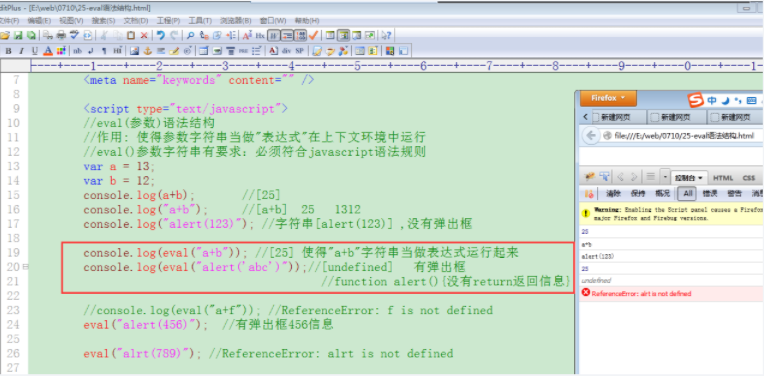 ditPlus - [E:\web\0710\25-eval语法结构.html]
文件(F) 编辑(E) 视图(V) 搜索(S) 文档(D) 工程(P) 工具(T) 浏览器(B) 窗口(W) 帮助(H)
----+----1----+----2----+----3----+----4----+----5----+----6----+----7----+----8----+----9----+----0----+----1-
7 <meta name="keywords" content="" />
8
9 <script type="text/javascript">
10 //eval(参数)语法结构
11 //作用: 使得参数字符串当做"表达式"在上下文环境中运行
12 //eval()参数字符串有要求: 必须符合javascript语法规则
13 var a = 13;
14 var b = 12;
15 console.log(a+b); //[25]
16 console.log("a+b"); //[a+b] 25 1312
17 console.log("alert(123)"); //字符串[alert(123)] ,没有弹出框
18
19 console.log(eval("a+b")); //[25] 使得"a+b"字符串当做表达式运行起来
20 console.log(eval("alert('abc')"));//[undefined] 有弹出框
21 //function alert(){没有return返回信息}
22
23 //console.log(eval("a+f")); //ReferenceError: f is not defined
24 eval("alert(456)"); //有弹出框456信息
25
26 eval("alrt(789)"); //ReferenceError: alrt is not defined
27
Firefox
新建网页 新建网页 新建网页
file:///E:/web/0710/25-eval语法结构.html
控制台 HTML CSS
清除 保持 概况 All 错误 警告 消息
Warning: Enabling the Script panel causes a Firefox
major Firefox and Firebug versions.
25
a+b
alert(123)
25
undefined
ReferenceError: alrt is not defined